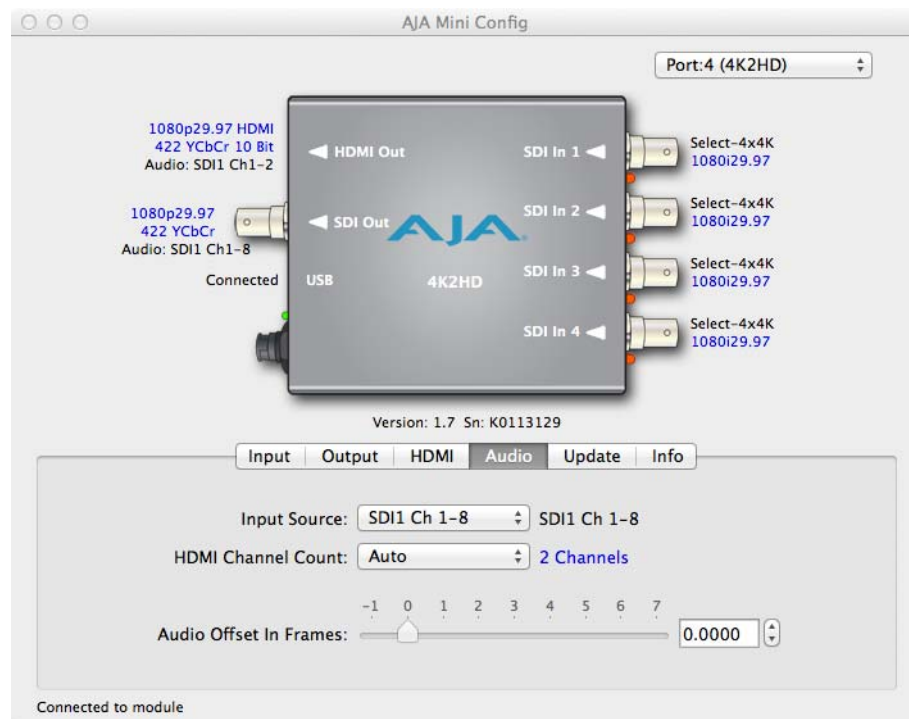 AJA Mini Config
Port:4 (4K2HD)
1080p29.97 HDMI
422 YCbCr 10 Bit
Audio: SDI1 Ch1-2
HDMI Out
SDI In 1
Select-4x4K
1080i29.97
1080p29.97
422 YCbCr
Audio: SDI1 Ch1-8
SDI Out
AJA
SDI In 2
Select-4x4K
1080i29.97
Connected
USB
4K2HD
SDI In 3
Select-4x4K
1080i29.97
SDI In 4
Select-4x4K
1080i29.97
Version: 1.7 Sn: K0113129
Input Output HDMI Audio Update Info
Input Source: SDI1 Ch 1-8 SDI1 Ch 1-8
HDMI Channel Count: Auto 2 Channels
-1 0 1 2 3 4 5 6 7
Audio Offset In Frames: 0.0000
Connected to module